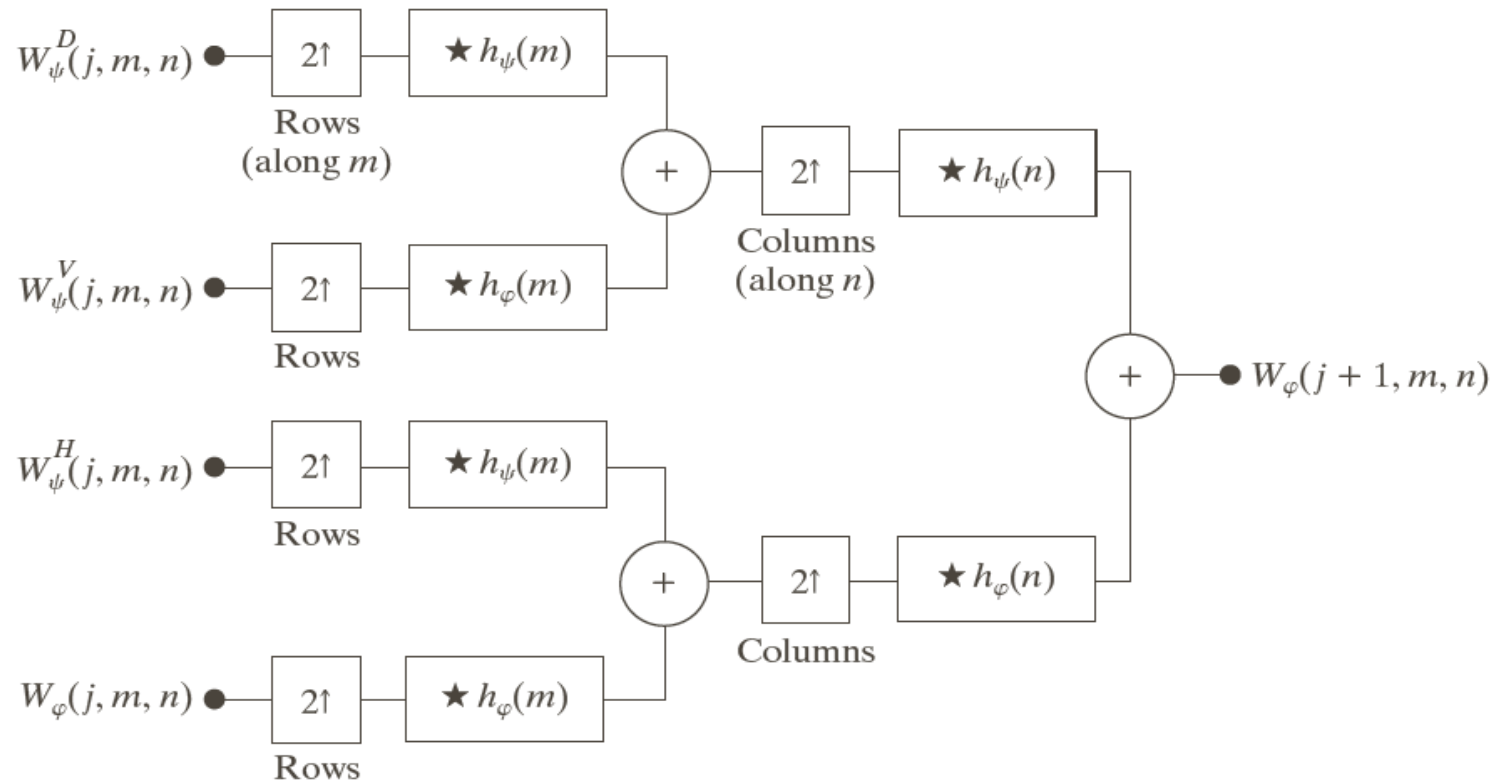 W_ψ^D(j, m, n) 2↑ ★ h_ψ(m)
Rows
(along m)
+ 2↑ ★ h_ψ(n)
Columns
(along n)
W_ψ^V(j, m, n) 2↑ ★ h_φ(m)
Rows
+ W_φ(j + 1, m, n)
W_ψ^H(j, m, n) 2↑ ★ h_ψ(m)
Rows
+ 2↑ ★ h_φ(n)
Columns
W_φ(j, m, n) 2↑ ★ h_φ(m)
Rows